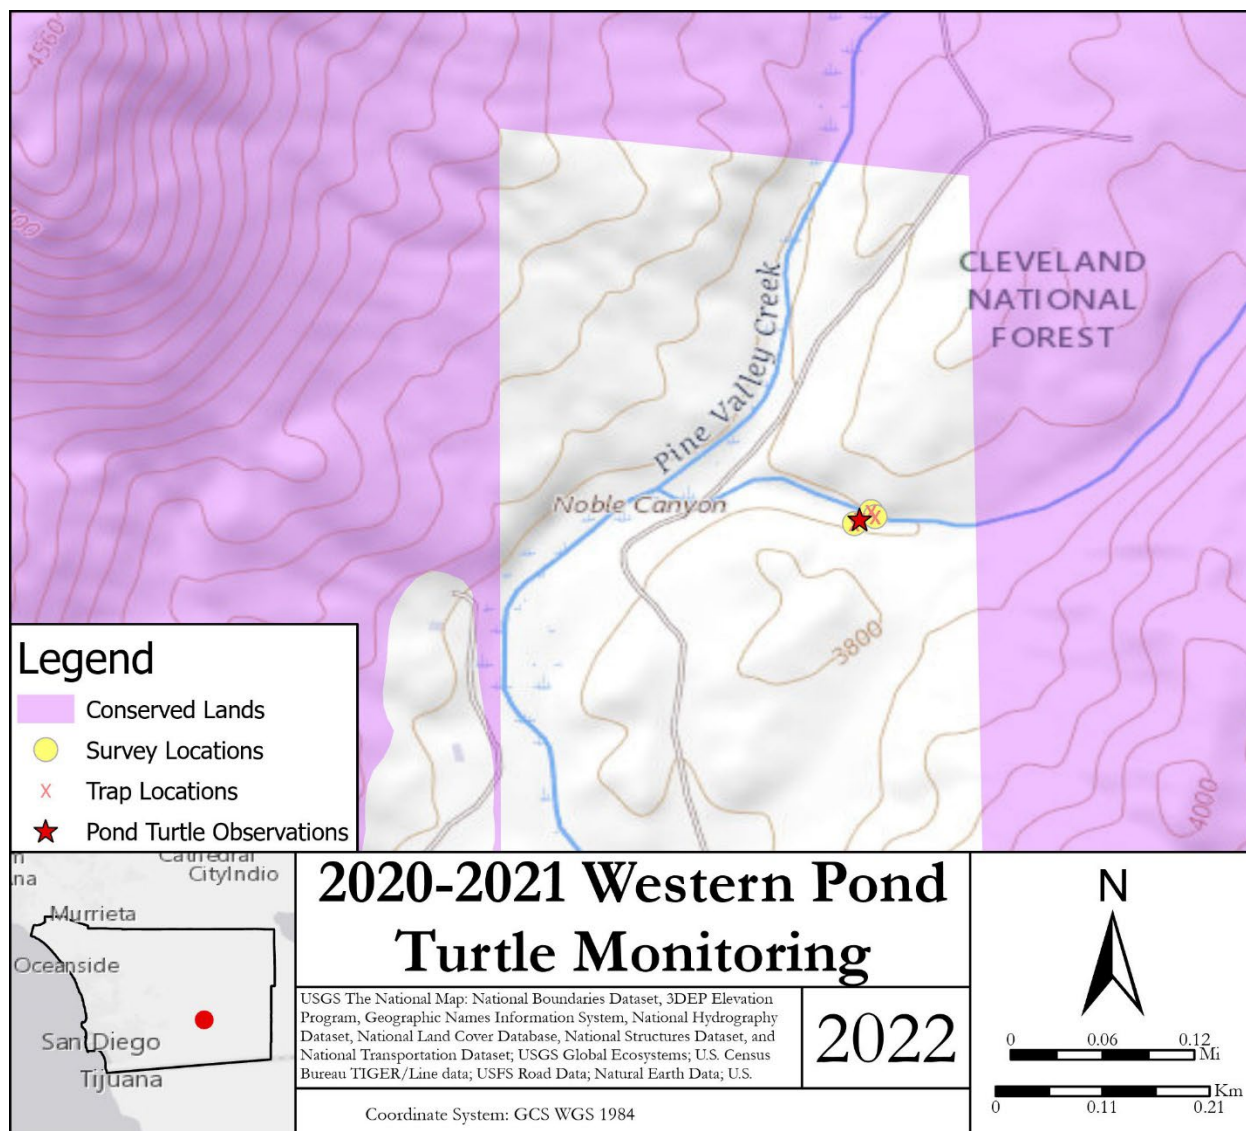 4560
CLEVELAND
NATIONAL
FOREST
Pine Valley Creek
Noble Canyon
3800
4000
Legend
Conserved Lands
Survey Locations
Trap Locations
Pond Turtle Observations
Cathedral
CityIndio
Murrieta
Oceanside
San Diego
Tijuana
2020-2021 Western Pond
Turtle Monitoring
USGS The National Map: National Boundaries Dataset, 3DEP Elevation
Program, Geographic Names Information System, National Hydrography
Dataset, National Land Cover Database, National Structures Dataset, and
National Transportation Dataset; USGS Global Ecosystems; U.S. Census
Bureau TIGER/Line data; USFS Road Data; Natural Earth Data; U.S.
2022
Coordinate System: GCS WGS 1984
N
0 0.06 0.12
Mi
Km
0 0.11 0.21